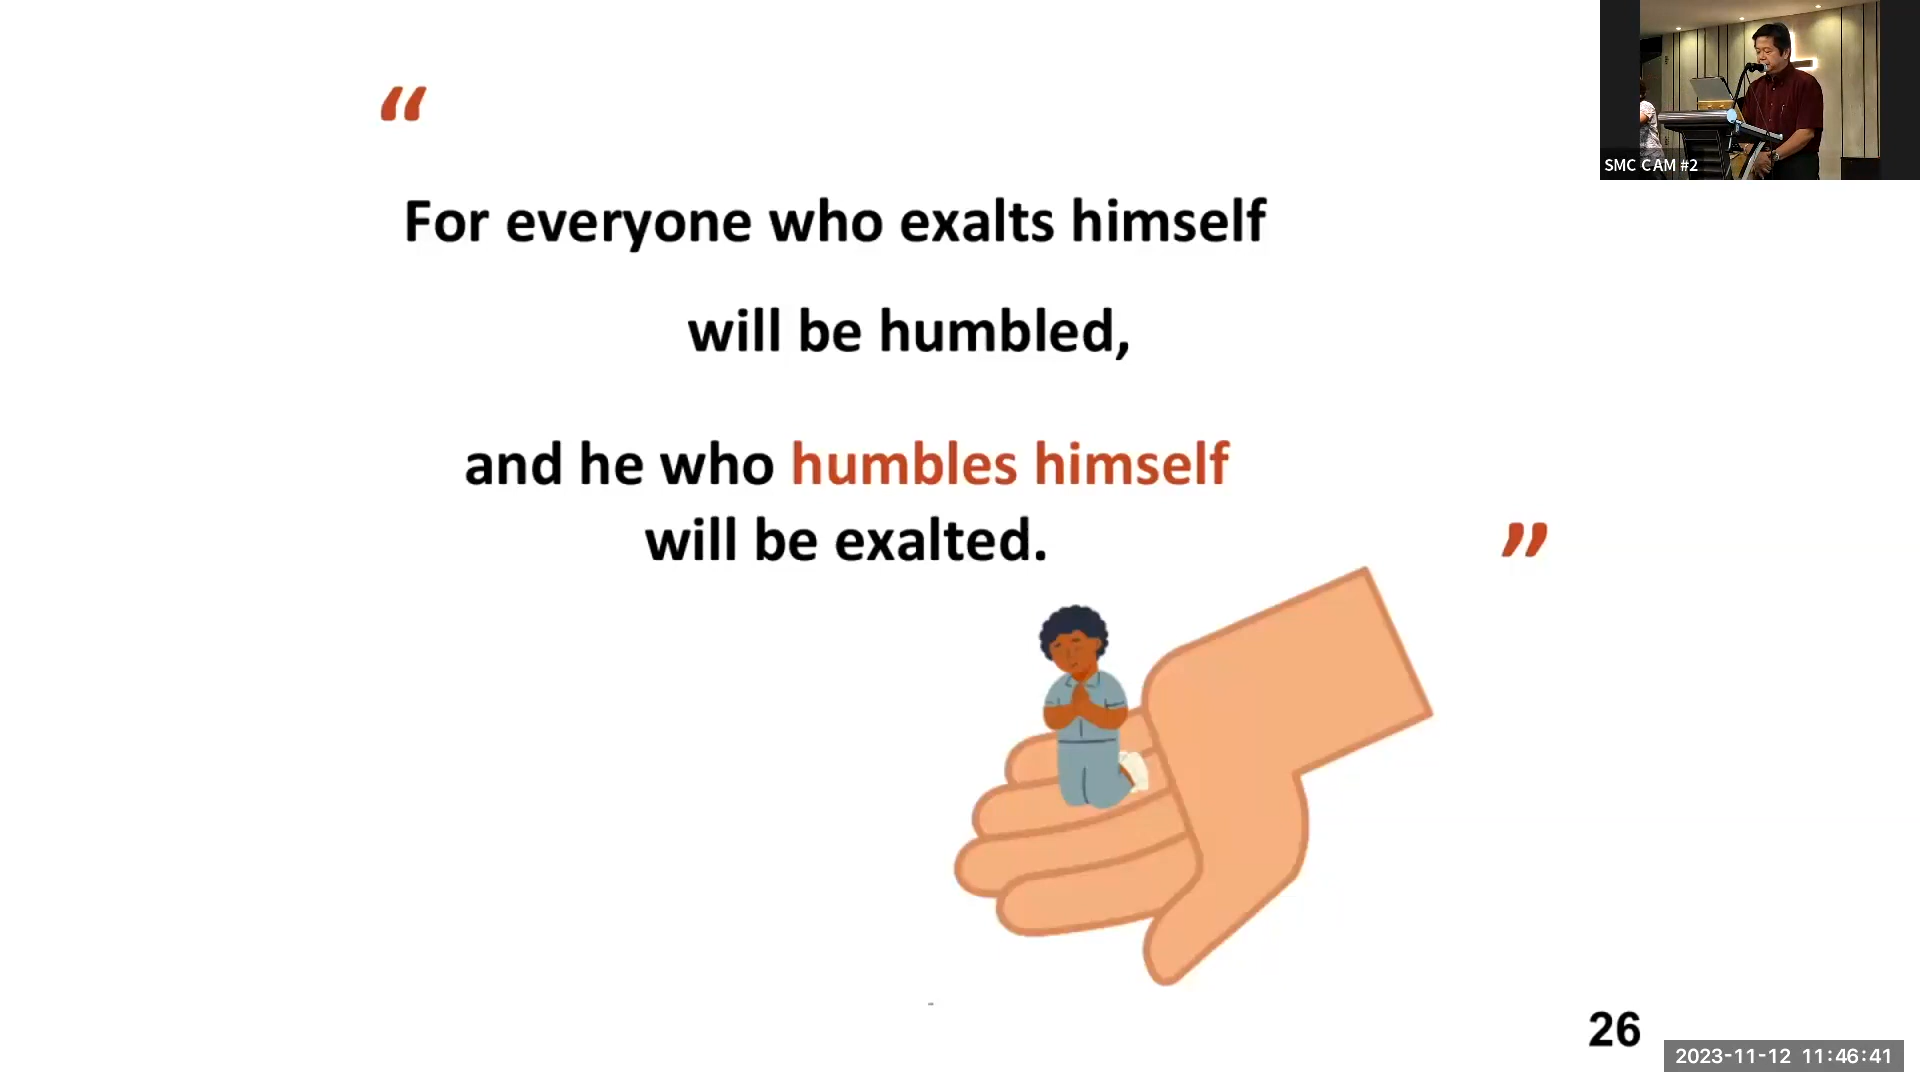 SMC CAM #2
“
For everyone who exalts himself
will be humbled,
and he who humbles himself
will be exalted.
”
26
2023-11-12 11:46:41